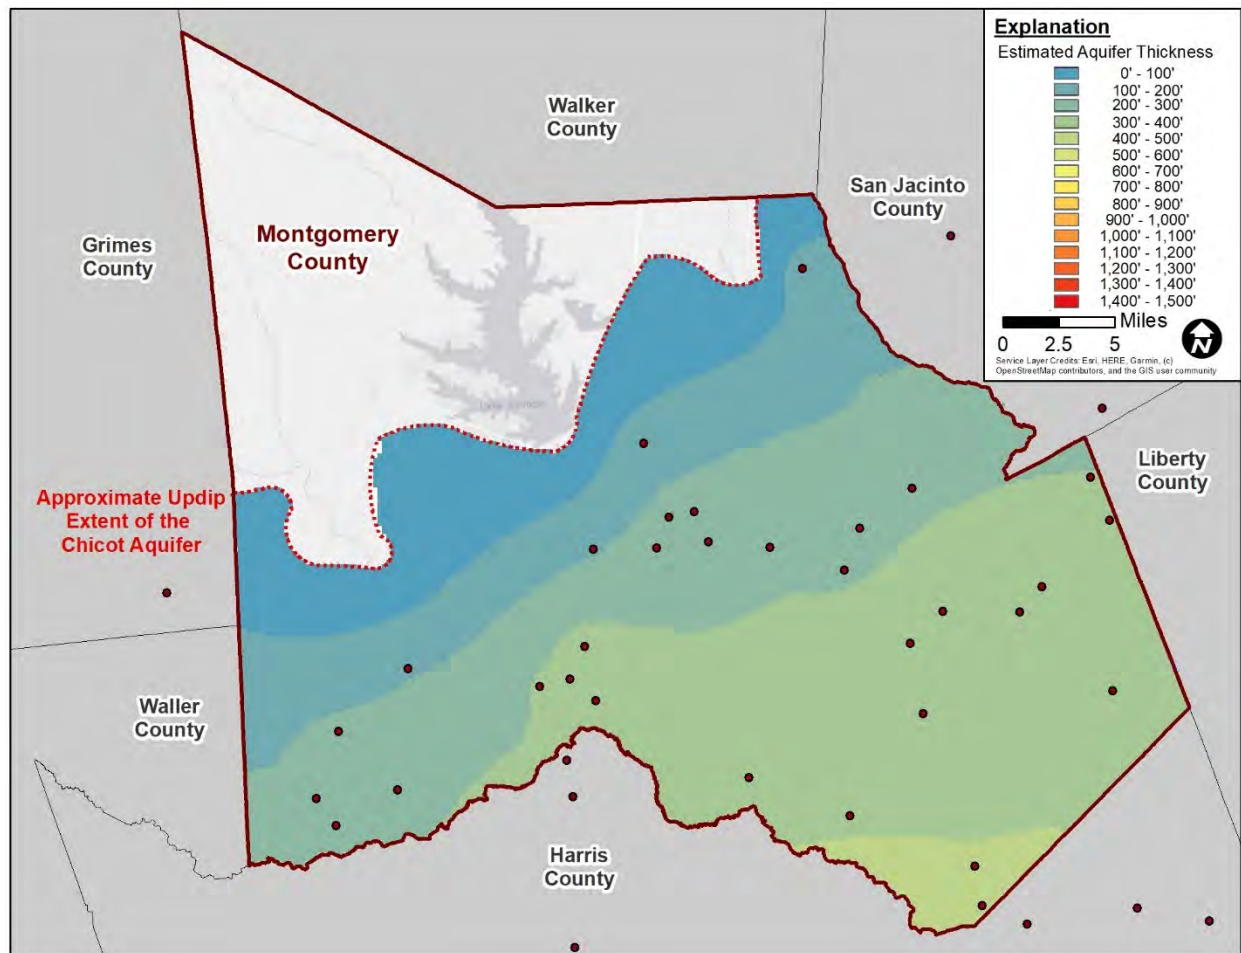 Explanation
Estimated Aquifer Thickness
0' - 100'
100' - 200'
200' - 300'
300' - 400'
400' - 500'
500' - 600'
600' - 700'
700' - 800'
800' - 900'
900' - 1,000'
1,000' - 1,100'
1,100' - 1,200'
1,200' - 1,300'
1,300' - 1,400'
1,400' - 1,500'
Miles
0 2.5 5
N
Service Layer Credits: Esri, HERE, Garmin, (c)
OpenStreetMap contributors, and the GIS user community
Walker
County
San Jacinto
County
Grimes
County
Montgomery
County
Liberty
County
Approximate Updip
Extent of the
Chicot Aquifer
Waller
County
Harris
County